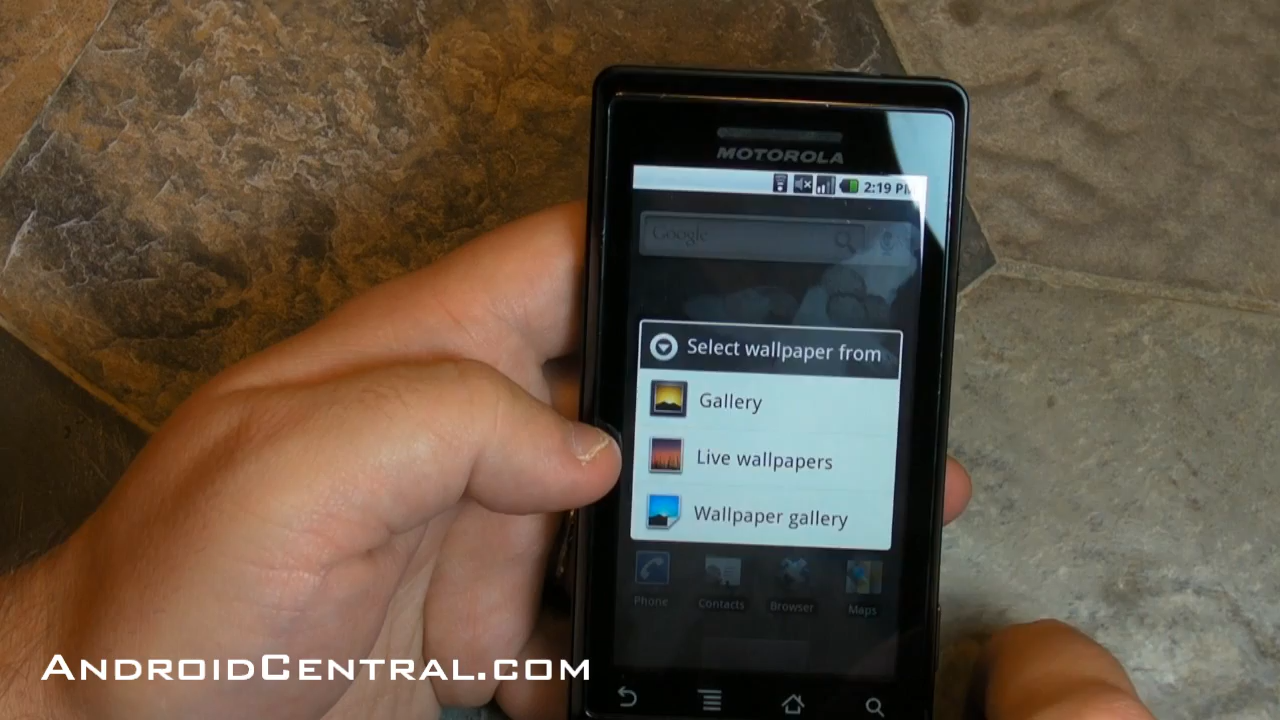 MOTOROLA
2:19 PM
Google
Select wallpaper from
Gallery
Live wallpapers
Wallpaper gallery
Phone Contacts Browser Maps
ANDROIDCENTRAL.COM